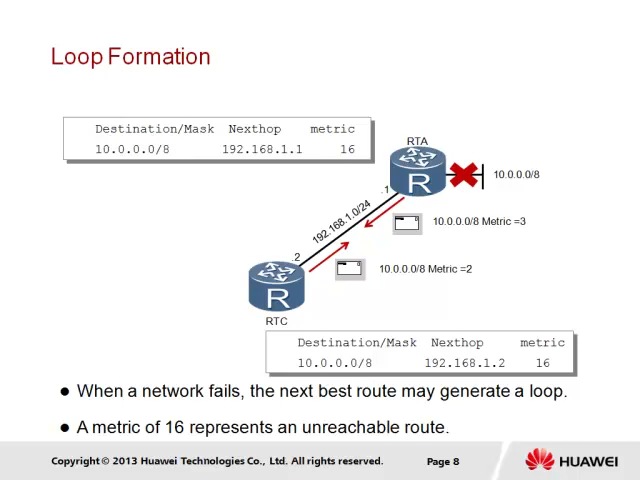 Loop Formation
Destination/Mask Nexthop metric
10.0.0.0/8 192.168.1.1 16
RTA
R
10.0.0.0/8
.1
192.168.1.0/24
10.0.0.0/8 Metric =3
.2
10.0.0.0/8 Metric =2
R
RTC
Destination/Mask Nexthop metric
10.0.0.0/8 192.168.1.2 16
● When a network fails, the next best route may generate a loop.
● A metric of 16 represents an unreachable route.
Copyright © 2013 Huawei Technologies Co., Ltd. All rights reserved.
Page 8
HUAWEI